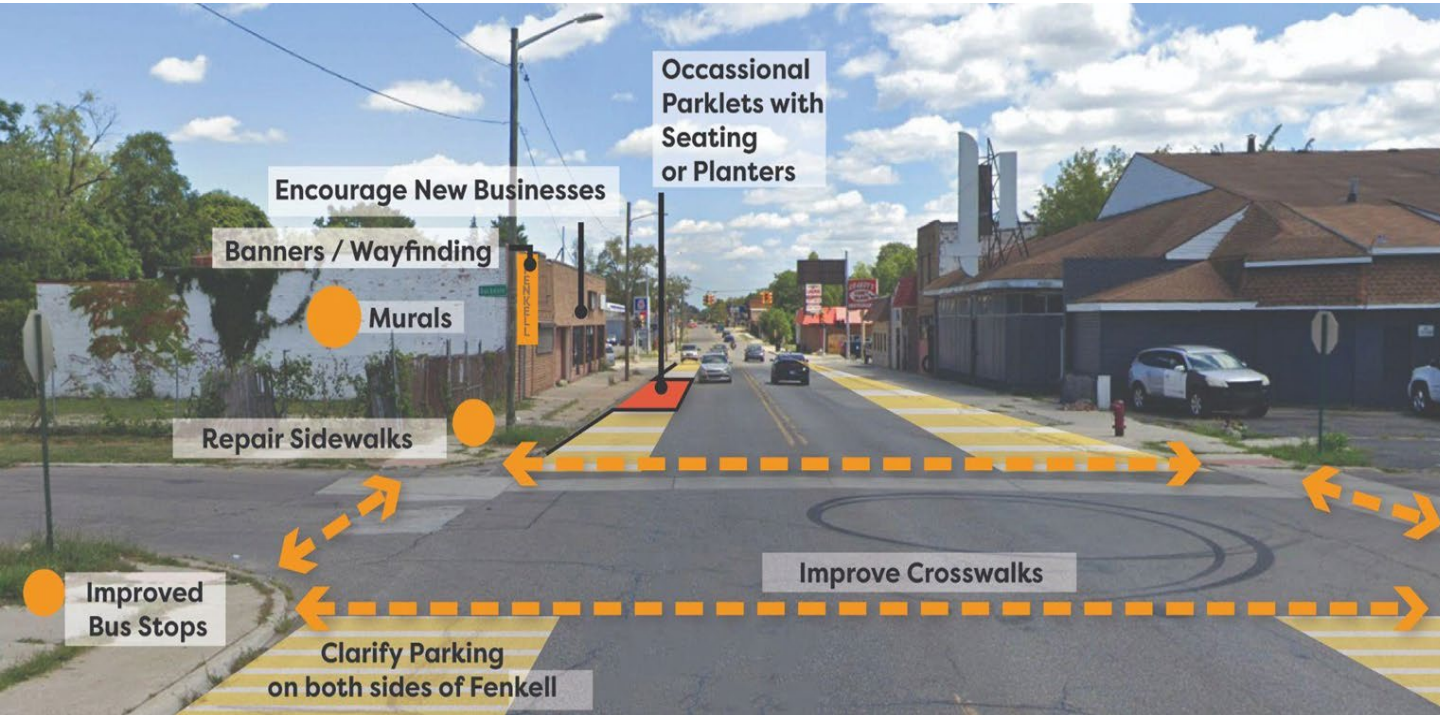 Occassional
Parklets with
Seating
or Planters
Encourage New Businesses
Banners / Wayfinding
FENKELL
Murals
Repair Sidewalks
Improve Crosswalks
Improved
Bus Stops
Clarify Parking
on both sides of Fenkell